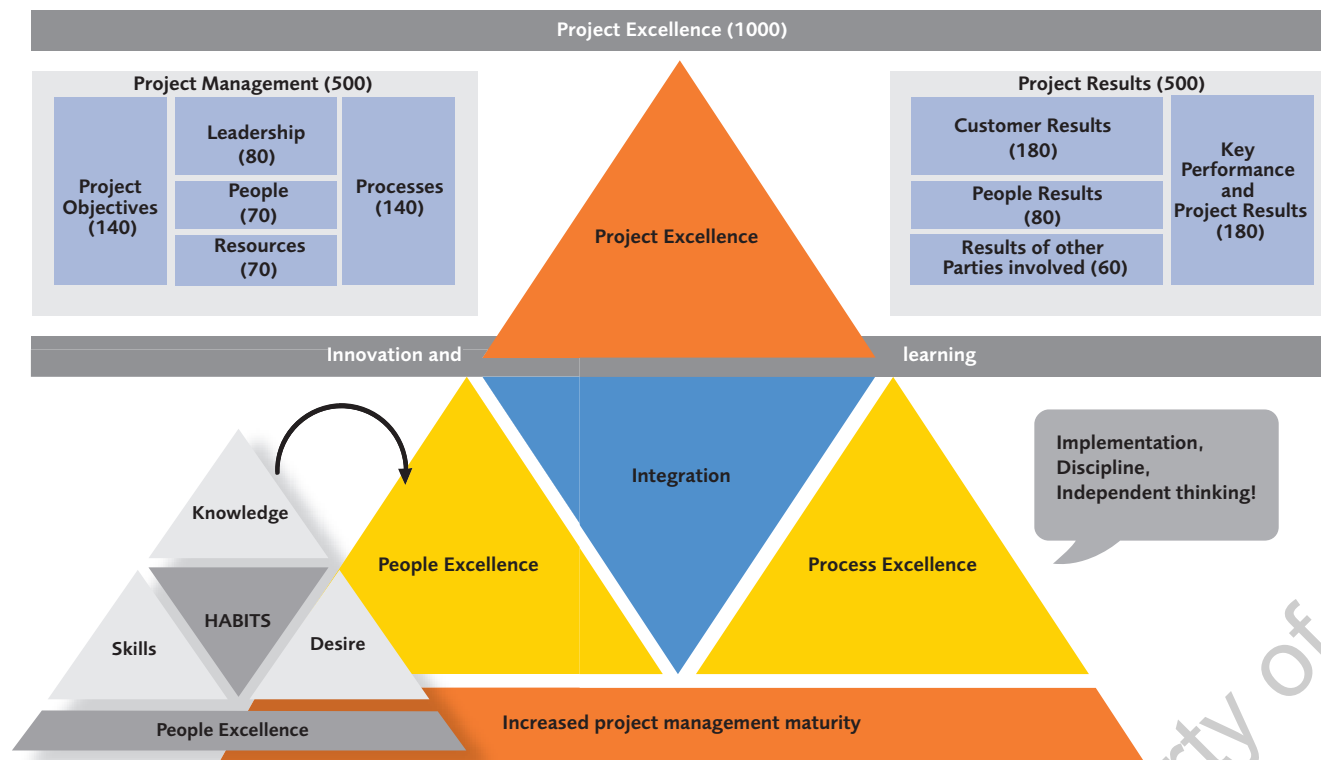 Project Excellence (1000)
Project Management (500)
Project
Objectives
(140)
Leadership
(80)
People
(70)
Resources
(70)
Processes
(140)
Project Results (500)
Customer Results
(180)
People Results
(80)
Results of other
Parties involved (60)
Key
Performance
and
Project Results
(180)
Project Excellence
Innovation and
learning
Implementation,
Discipline,
Independent thinking!
Integration
People Excellence
Process Excellence
Knowledge
HABITS
Skills
Desire
People Excellence
Increased project management maturity
of